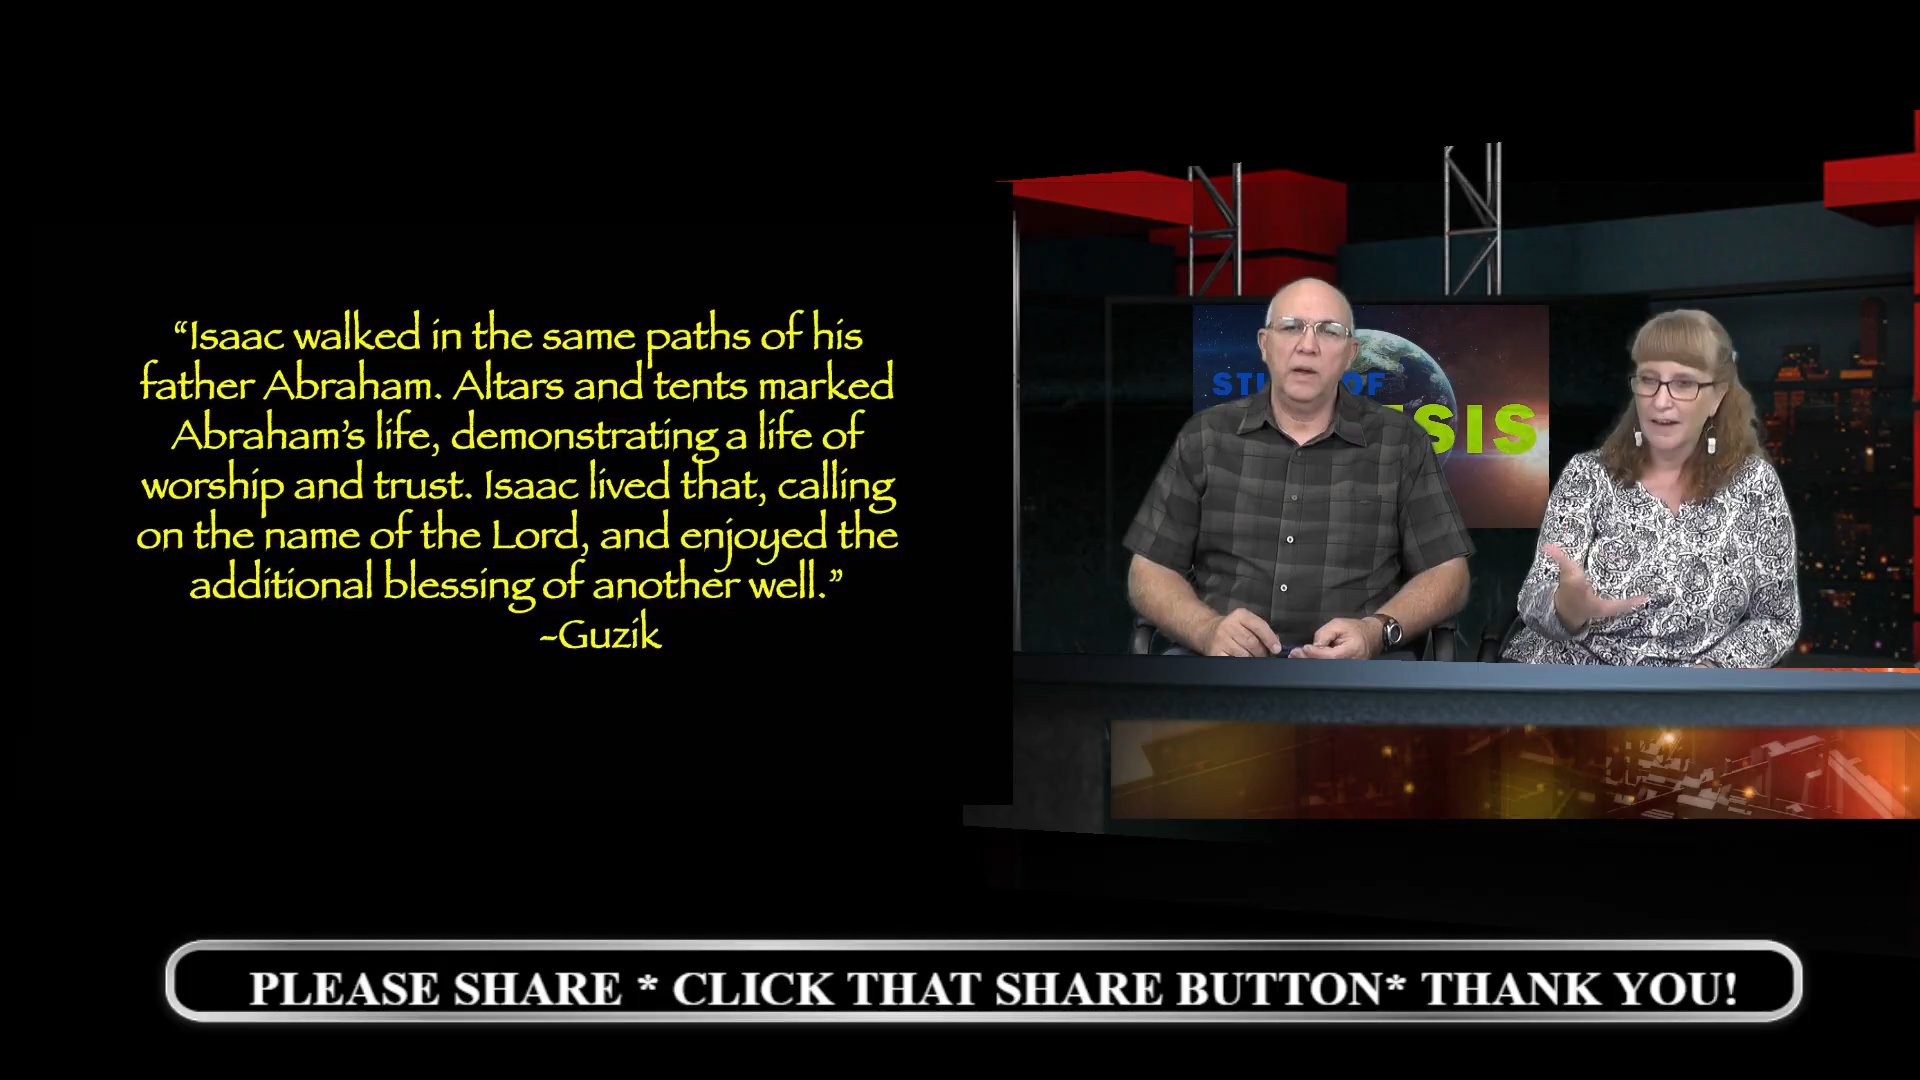 “Isaac walked in the same paths of his
father Abraham. Altars and tents marked
Abraham’s life, demonstrating a life of
worship and trust. Isaac lived that, calling
on the name of the Lord, and enjoyed the
additional blessing of another well.”
~Guzik
OF
SIS
PLEASE SHARE * CLICK THAT SHARE BUTTON* THANK YOU!